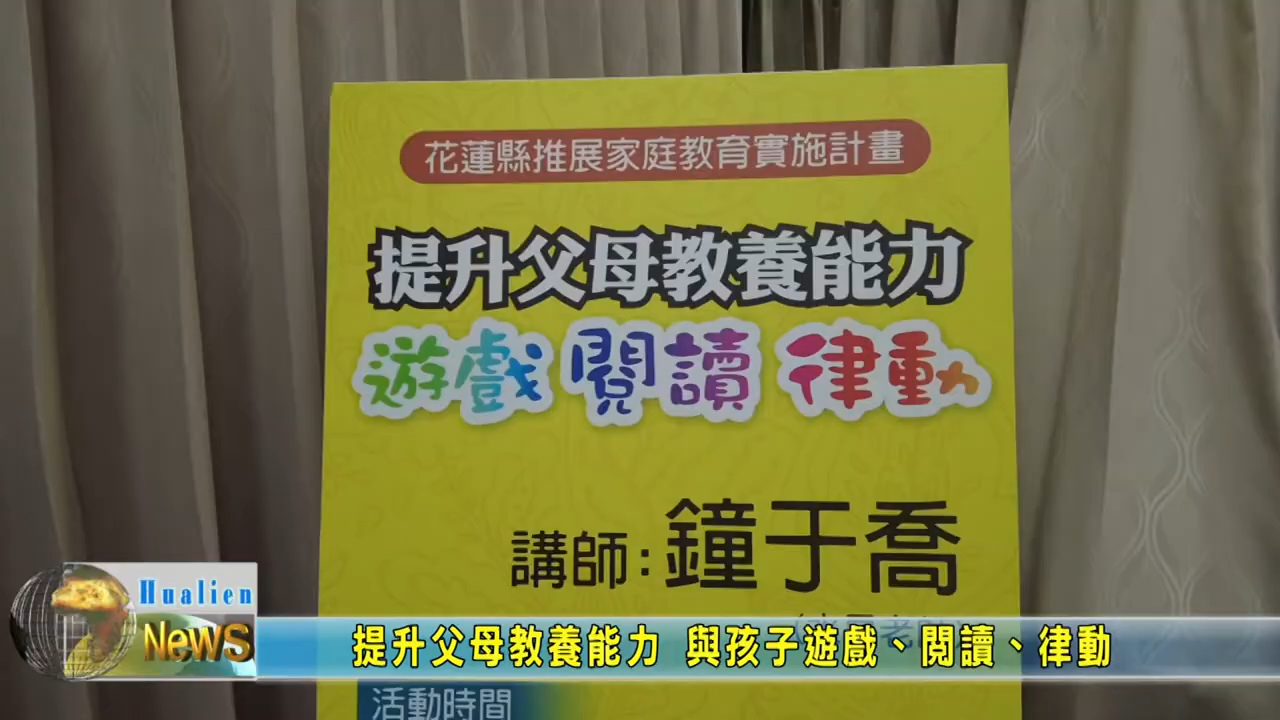 花蓮縣推展家庭教育實施計畫
提升父母教養能力
遊戲 閱讀 律動
講師:鐘于喬
Hualien
NewS
提升父母教養能力 與孩子遊戲、閱讀、律動
活動時間